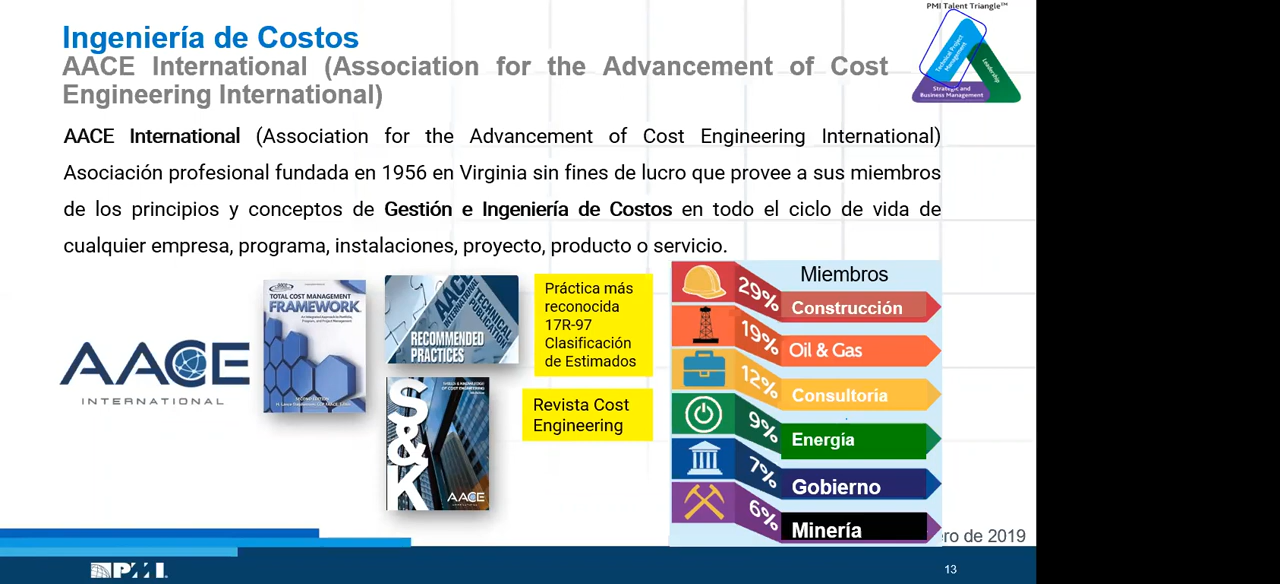 PMI Talent Triangle™
Technical Project
Management
Leadership
Strategic and
Business Management
Ingeniería de Costos
AACE International (Association for the Advancement of Cost
Engineering International)
AACE International (Association for the Advancement of Cost Engineering International)
Asociación profesional fundada en 1956 en Virginia sin fines de lucro que provee a sus miembros
de los principios y conceptos de Gestión e Ingeniería de Costos en todo el ciclo de vida de
cualquier empresa, programa, instalaciones, proyecto, producto o servicio.
AACE
INTERNATIONAL
TOTAL COST MANAGEMENT
FRAMEWORK
AACE
INTERNATIONAL
TECHNICAL
PUBLICATION
RECOMMENDED
PRACTICES
S&K
AACE
Práctica más
reconocida
17R-97
Clasificación
de Estimados
Revista Cost
Engineering
Miembros
29% Construcción
19% Oil & Gas
12% Consultoria
9% Energía
7% Gobierno
6% Minería
ero de 2019
PMI
13